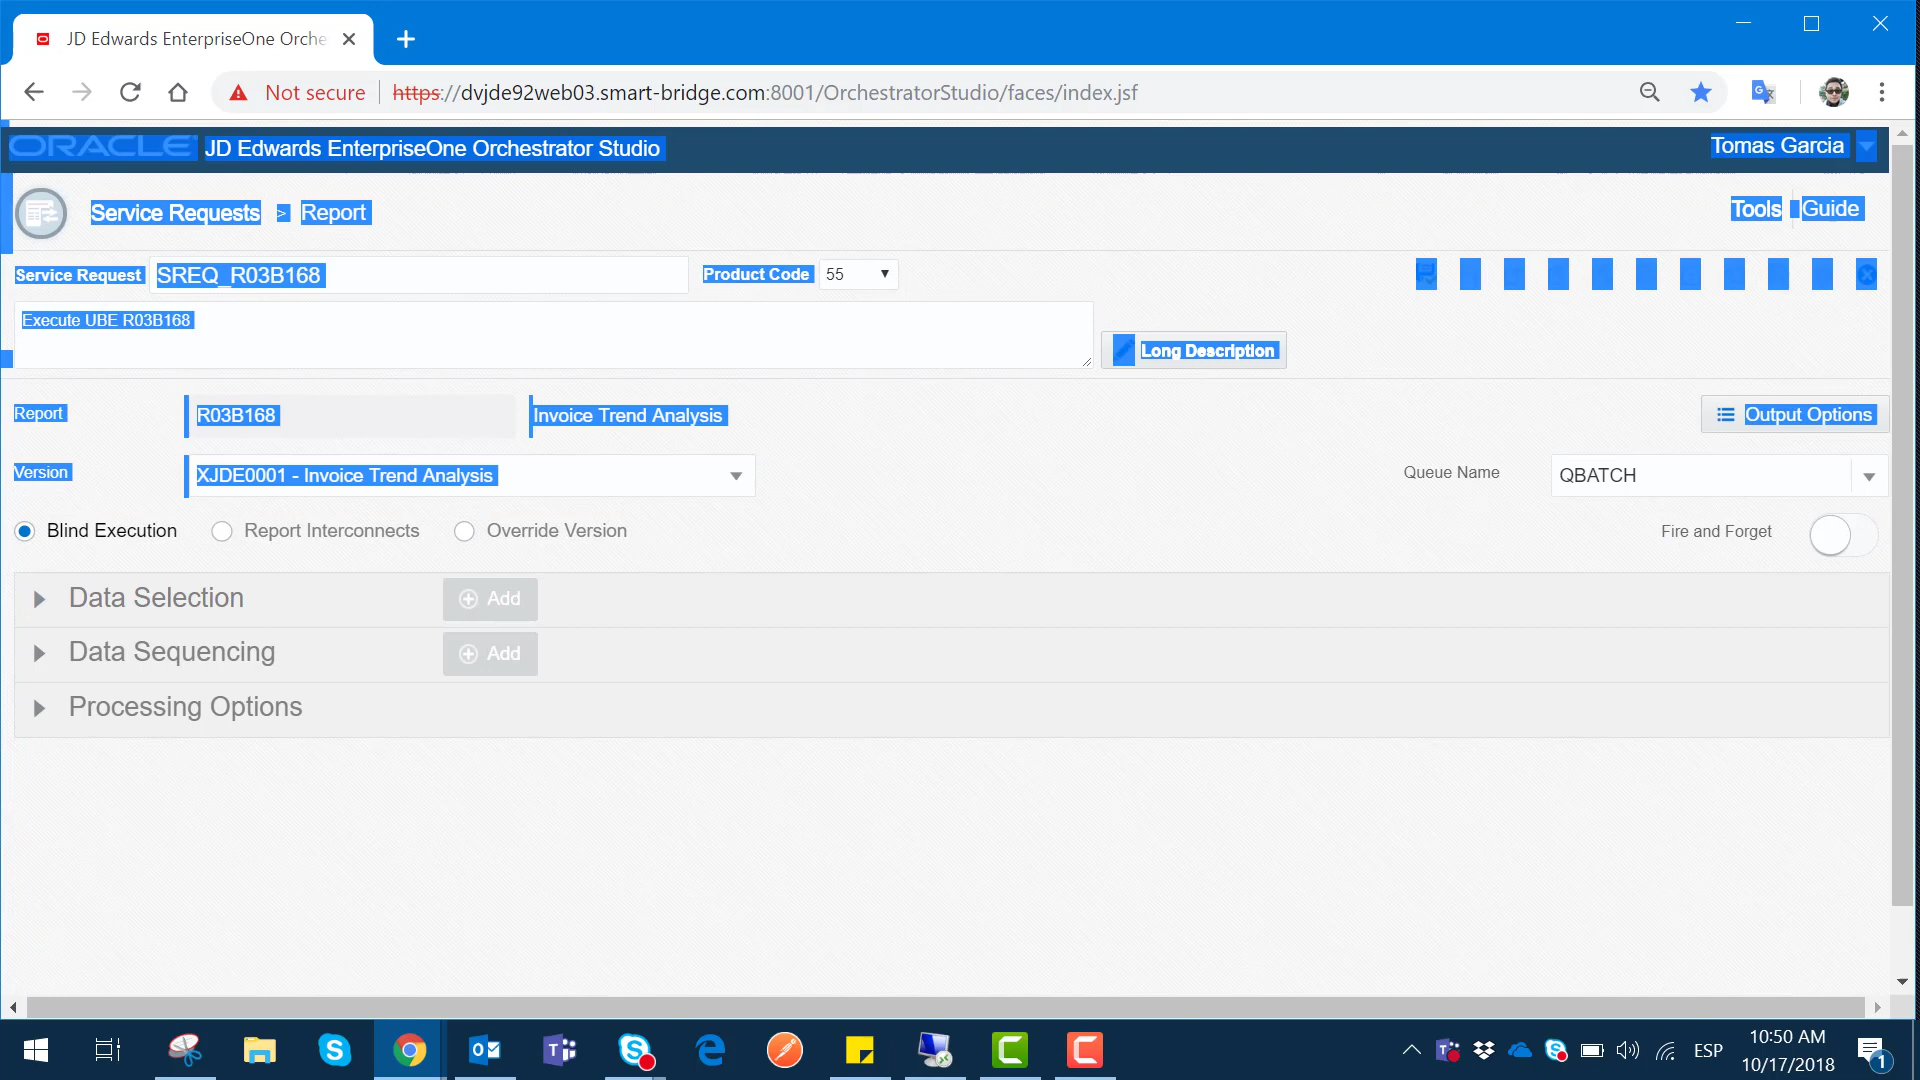 JD Edwards EnterpriseOne Orche
Not secure https://dvjde92web03.smart-bridge.com:8001/OrchestratorStudio/faces/index.jsf
ORACLE JD Edwards EnterpriseOne Orchestrator Studio Tomas Garcia
Service Requests > Report Tools Guide
Service Request SREQ_R03B168 Product Code 55
Execute UBE R03B168
Long Description
Report R03B168 Invoice Trend Analysis Output Options
Version XJDE0001 - Invoice Trend Analysis Queue Name QBATCH
Blind Execution Report Interconnects Override Version Fire and Forget
Data Selection Add
Data Sequencing Add
Processing Options
ESP 10:50 AM
10/17/2018 1